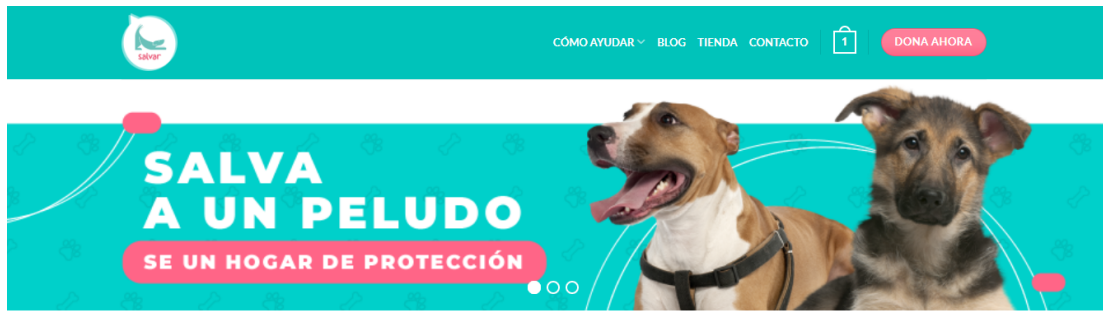 salvar
CÓMO AYUDAR BLOG TIENDA CONTACTO 1 DONA AHORA
SALVA
A UN PELUDO
SE UN HOGAR DE PROTECCIÓN